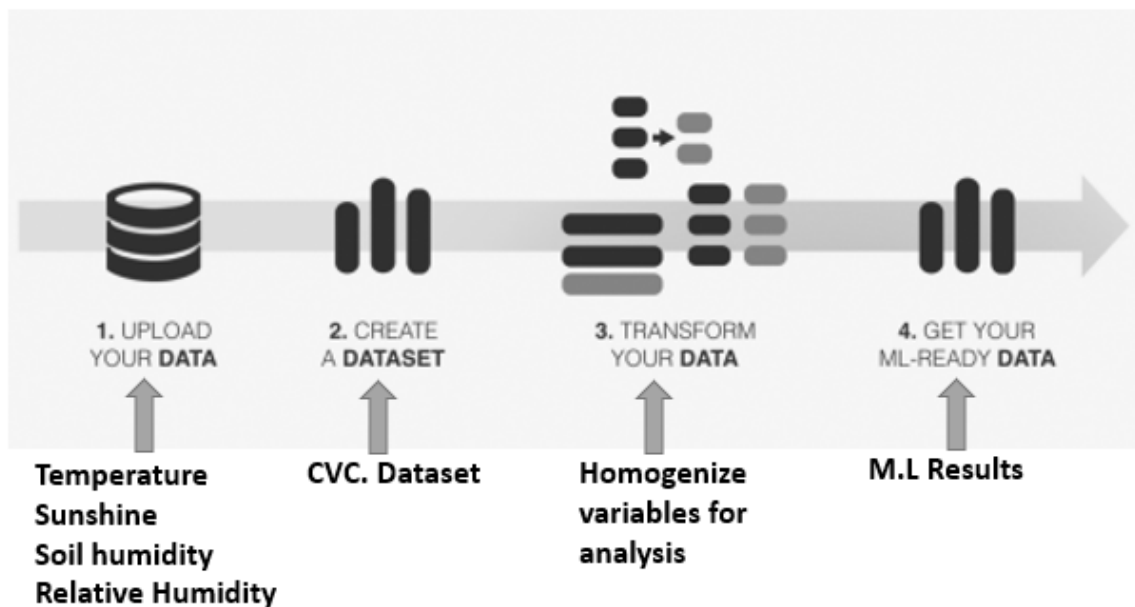 1. UPLOAD
YOUR DATA
2. CREATE
A DATASET
3. TRANSFORM
YOUR DATA
4. GET YOUR
ML-READY DATA
Temperature
Sunshine
Soil humidity
Relative Humidity
CVC. Dataset
Homogenize
variables for
analysis
M.L Results